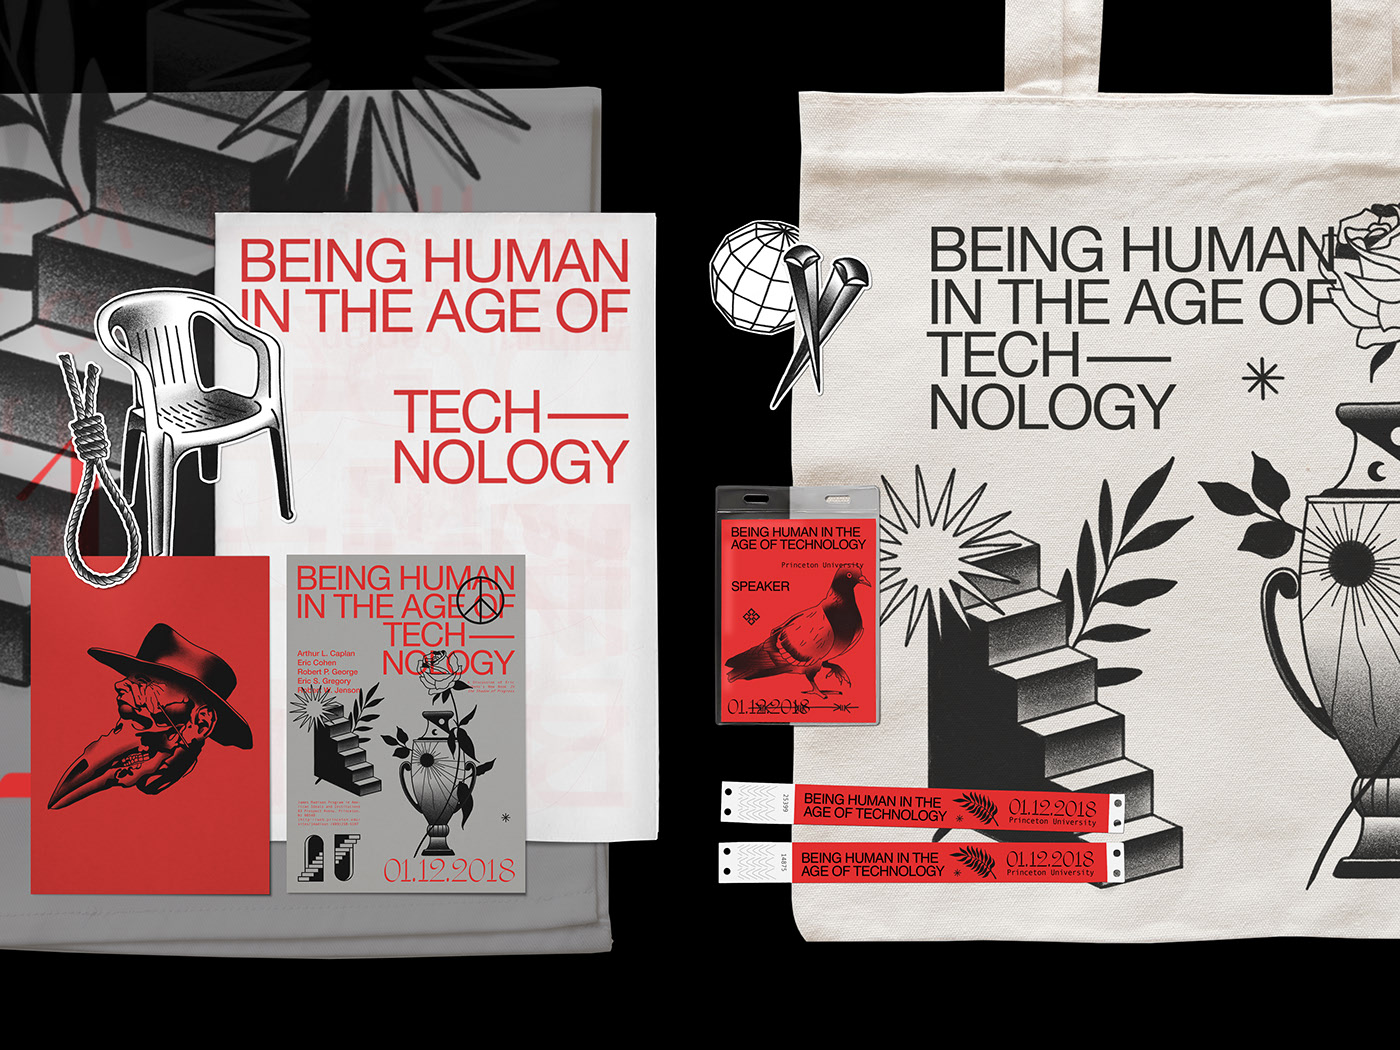 BEING HUMAN
IN THE AGE OF
TECH—
NOLOGY
BEING HUMAN
IN THE AGE OF
TECH—
NOLOGY
Arthur L. Caplan
Eric Cohen
Robert P. George
Eric S. Gregory
Robert W. Jenson
01.12.2018
BEING HUMAN
IN THE AGE OF
TECH—
NOLOGY
BEING HUMAN IN THE
AGE OF TECHNOLOGY
Princeton University
SPEAKER
01.12.2018
25399
BEING HUMAN IN THE
AGE OF TECHNOLOGY
01.12.2018
Princeton University
14875
BEING HUMAN IN THE
AGE OF TECHNOLOGY
01.12.2018
Princeton University